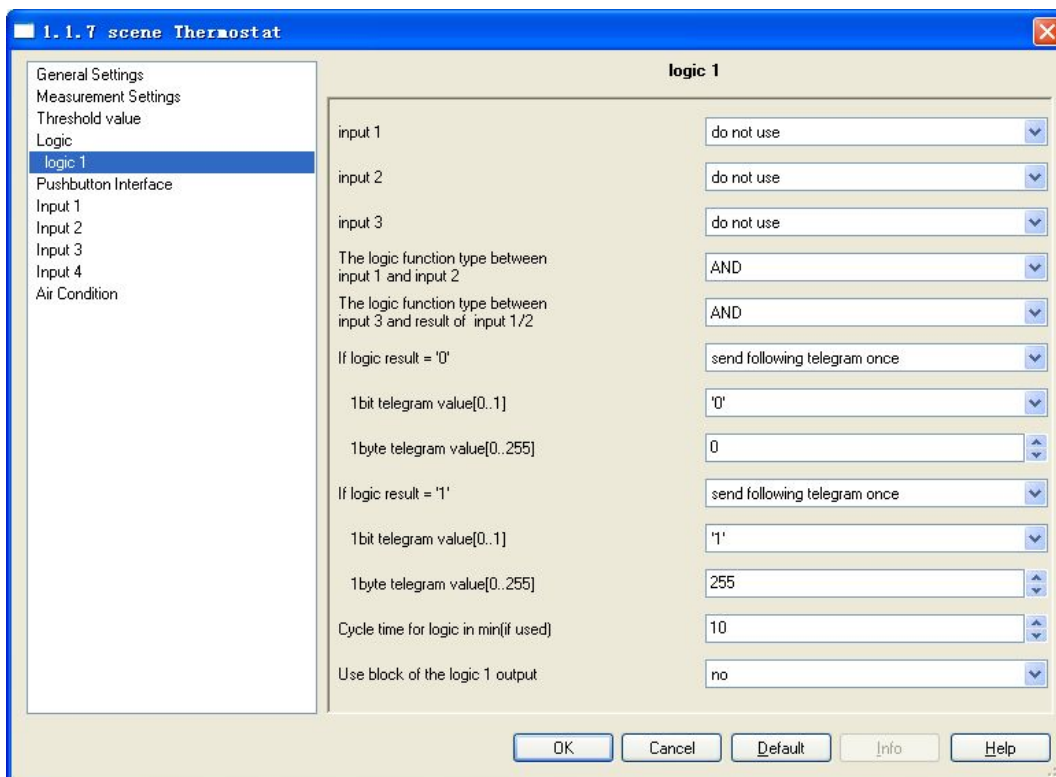 1.1.7 scene Thermostat
General Settings
Measurement Settings
Threshold value
Logic
logic 1
Pushbutton Interface
Input 1
Input 2
Input 3
Input 4
Air Condition
logic 1
input 1
do not use
input 2
do not use
input 3
do not use
The logic function type between
input 1 and input 2
AND
The logic function type between
input 3 and result of input 1/2
AND
If logic result = '0'
send following telegram once
1bit telegram value[0..1]
'0'
1byte telegram value[0..255]
0
If logic result = '1'
send following telegram once
1bit telegram value[0..1]
'1'
1byte telegram value[0..255]
255
Cycle time for logic in min(if used)
10
Use block of the logic 1 output
no
OK
Cancel
Default
Info
Help